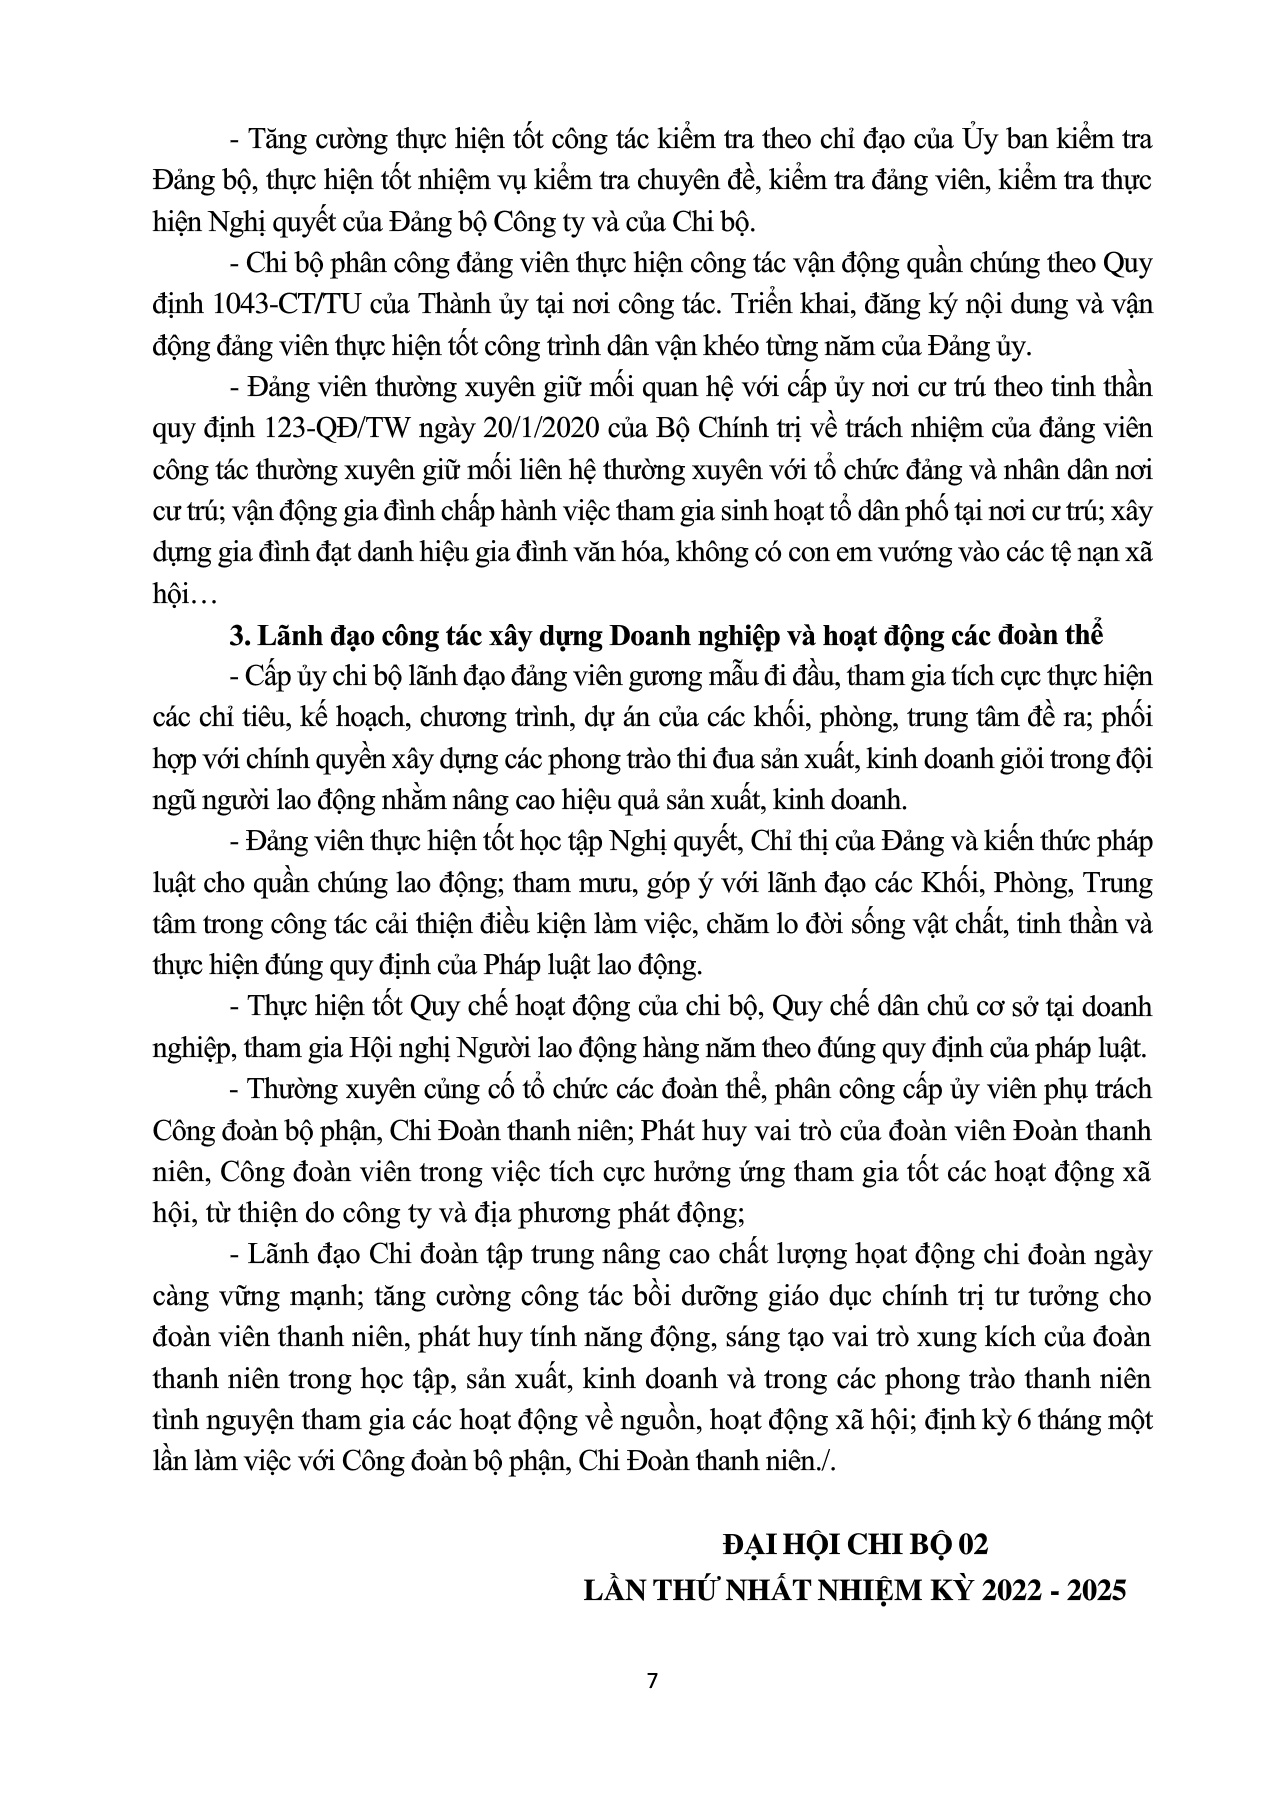 - Tăng cường thực hiện tốt công tác kiểm tra theo chỉ đạo của Ủy ban kiểm tra
Đảng bộ, thực hiện tốt nhiệm vụ kiểm tra chuyên đề, kiểm tra đảng viên, kiểm tra thực
hiện Nghị quyết của Đảng bộ Công ty và của Chi bộ.
- Chi bộ phân công đảng viên thực hiện công tác vận động quần chúng theo Quy
định 1043-CT/TU của Thành ủy tại nơi công tác. Triển khai, đăng ký nội dung và vận
động đảng viên thực hiện tốt công trình dân vận khéo từng năm của Đảng ủy.
- Đảng viên thường xuyên giữ mối quan hệ với cấp ủy nơi cư trú theo tinh thần
quy định 123-QĐ/TW ngày 20/1/2020 của Bộ Chính trị về trách nhiệm của đảng viên
công tác thường xuyên giữ mối liên hệ thường xuyên với tổ chức đảng và nhân dân nơi
cư trú; vận động gia đình chấp hành việc tham gia sinh hoạt tổ dân phố tại nơi cư trú; xây
dựng gia đình đạt danh hiệu gia đình văn hóa, không có con em vướng vào các tệ nạn xã
hội…
3. Lãnh đạo công tác xây dựng Doanh nghiệp và hoạt động các đoàn thể
- Cấp ủy chi bộ lãnh đạo đảng viên gương mẫu đi đầu, tham gia tích cực thực hiện
các chỉ tiêu, kế hoạch, chương trình, dự án của các khối, phòng, trung tâm đề ra; phối
hợp với chính quyền xây dựng các phong trào thi đua sản xuất, kinh doanh giỏi trong đội
ngũ người lao động nhằm nâng cao hiệu quả sản xuất, kinh doanh.
- Đảng viên thực hiện tốt học tập Nghị quyết, Chỉ thị của Đảng và kiến thức pháp
luật cho quần chúng lao động; tham mưu, góp ý với lãnh đạo các Khối, Phòng, Trung
tâm trong công tác cải thiện điều kiện làm việc, chăm lo đời sống vật chất, tinh thần và
thực hiện đúng quy định của Pháp luật lao động.
- Thực hiện tốt Quy chế hoạt động của chi bộ, Quy chế dân chủ cơ sở tại doanh
nghiệp, tham gia Hội nghị Người lao động hàng năm theo đúng quy định của pháp luật.
- Thường xuyên củng cố tổ chức các đoàn thể, phân công cấp ủy viên phụ trách
Công đoàn bộ phận, Chi Đoàn thanh niên; Phát huy vai trò của đoàn viên Đoàn thanh
niên, Công đoàn viên trong việc tích cực hưởng ứng tham gia tốt các hoạt động xã
hội, từ thiện do công ty và địa phương phát động;
- Lãnh đạo Chi đoàn tập trung nâng cao chất lượng họat động chi đoàn ngày
càng vững mạnh; tăng cường công tác bồi dưỡng giáo dục chính trị tư tưởng cho
đoàn viên thanh niên, phát huy tính năng động, sáng tạo vai trò xung kích của đoàn
thanh niên trong học tập, sản xuất, kinh doanh và trong các phong trào thanh niên
tình nguyện tham gia các hoạt động về nguồn, hoạt động xã hội; định kỳ 6 tháng một
lần làm việc với Công đoàn bộ phận, Chi Đoàn thanh niên./.
ĐẠI HỘI CHI BỘ 02
LẦN THỨ NHẤT NHIỆM KỲ 2022 - 2025
7